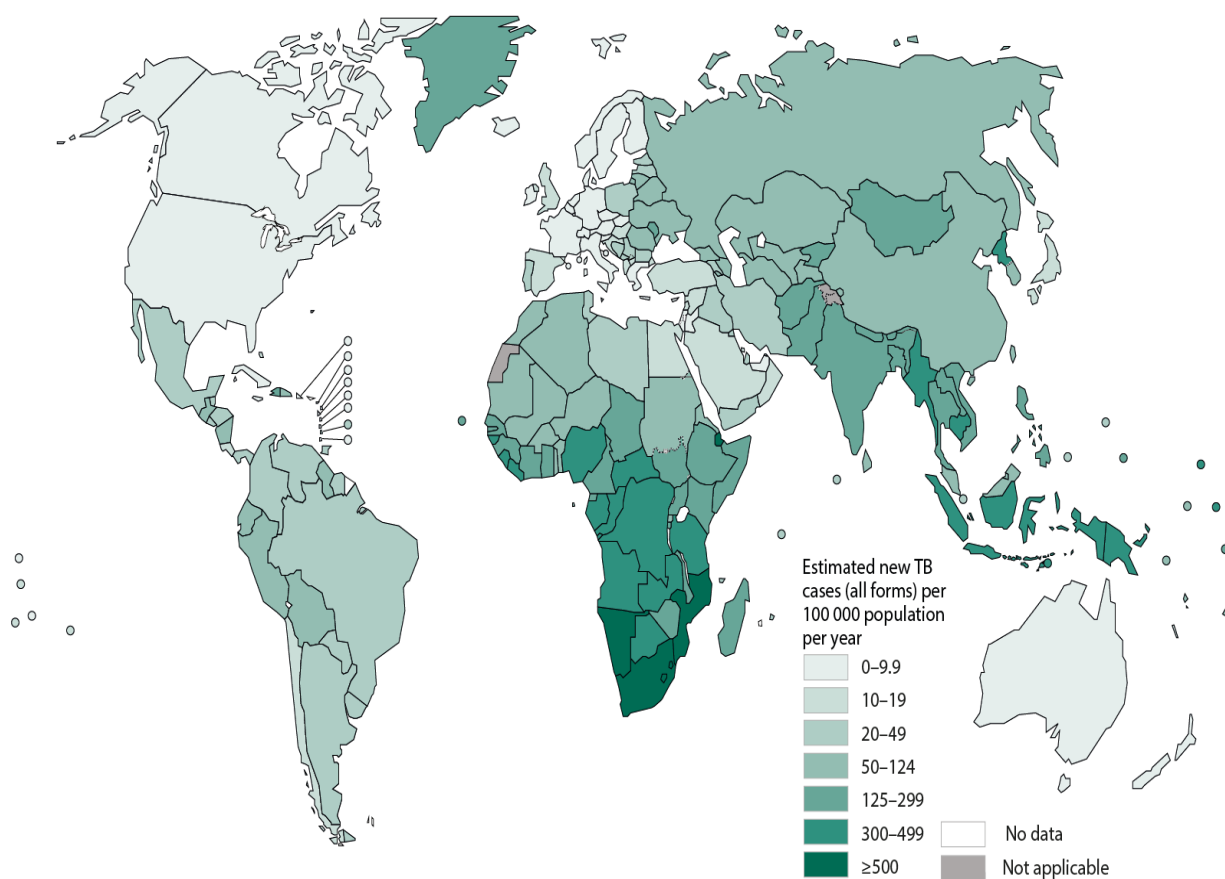 Estimated new TB
cases (all forms) per
100 000 population
per year
0–9.9
10–19
20–49
50–124
125–299
300–499
≥500
No data
Not applicable